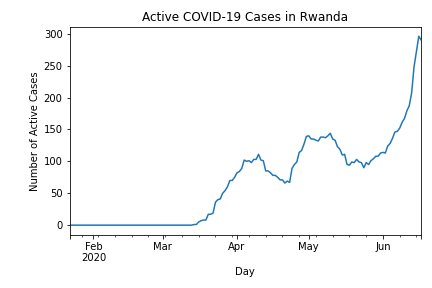 Active COVID-19 Cases in Rwanda
300
250
200
150
100
50
0
Number of Active Cases
Feb
2020
Mar
Apr
May
Jun
Day